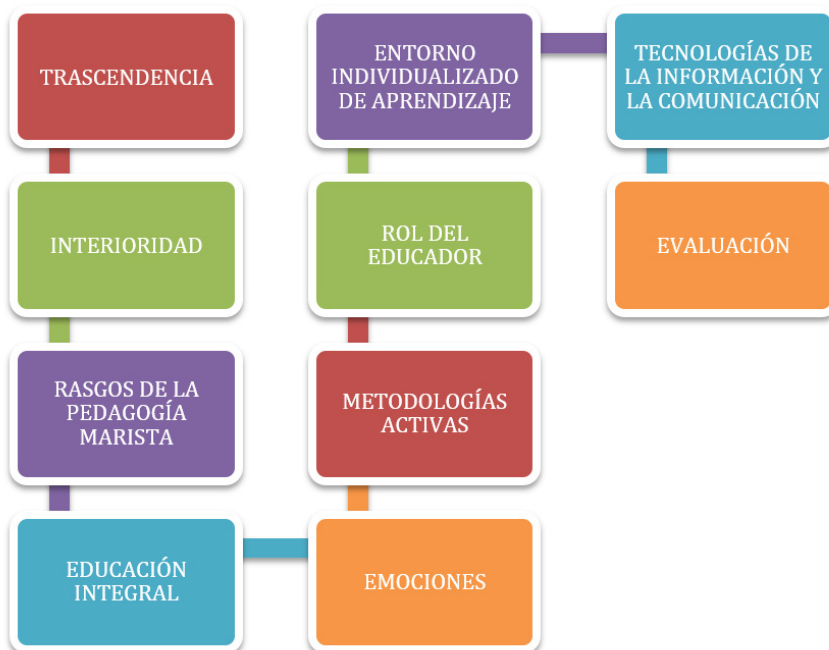 TRASCENDENCIA
INTERIORIDAD
RASGOS DE LA
PEDAGOGÍA
MARISTA
EDUCACIÓN
INTEGRAL
EMOCIONES
METODOLOGÍAS
ACTIVAS
ROL DEL
EDUCADOR
ENTORNO
INDIVIDUALIZADO
DE APRENDIZAJE
TECNOLOGÍAS DE
LA INFORMACIÓN Y
LA COMUNICACIÓN
EVALUACIÓN